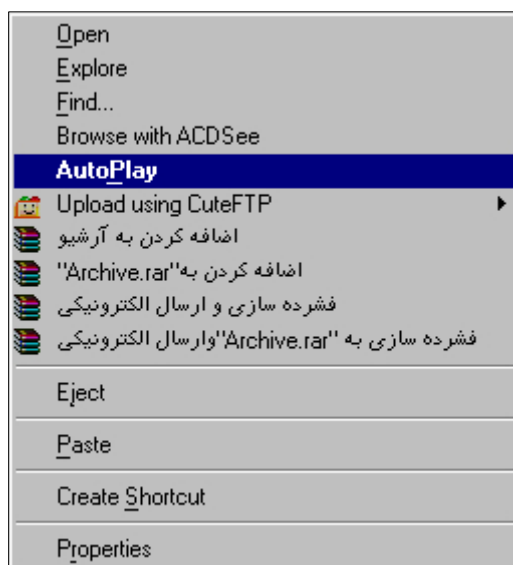 Open
Explore
Find...
Browse with ACDSee
AutoPlay
Upload using CuteFTP
اضافه کردن به آرشیو
اضافه کردن به"Archive.rar"
فشرده سازی و ارسال الکترونیکی
فشرده سازی به "Archive.rar"وارسال الکترونیکی
Eject
Paste
Create Shortcut
Properties